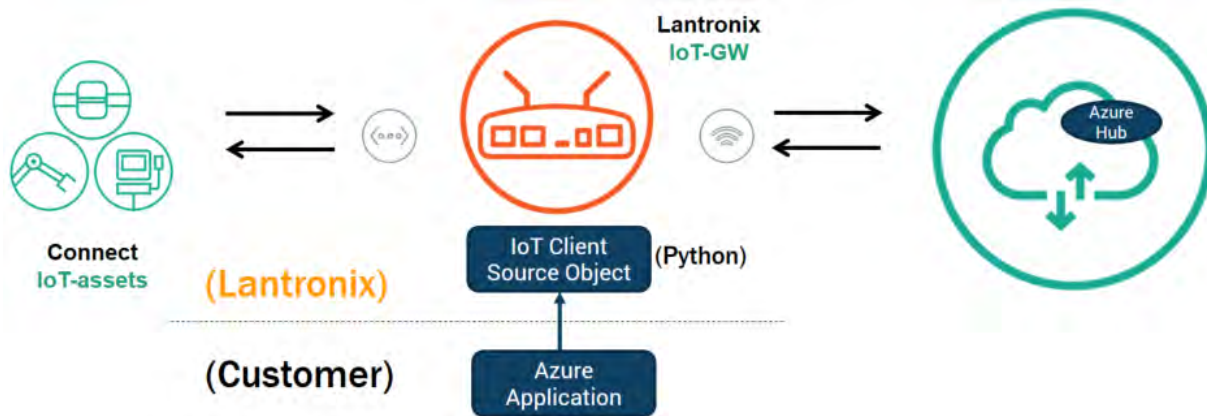 Lantronix
IoT-GW
Azure
Hub
Connect
IoT-assets
IoT Client
Source Object
(Python)
(Lantronix)
(Customer)
Azure
Application